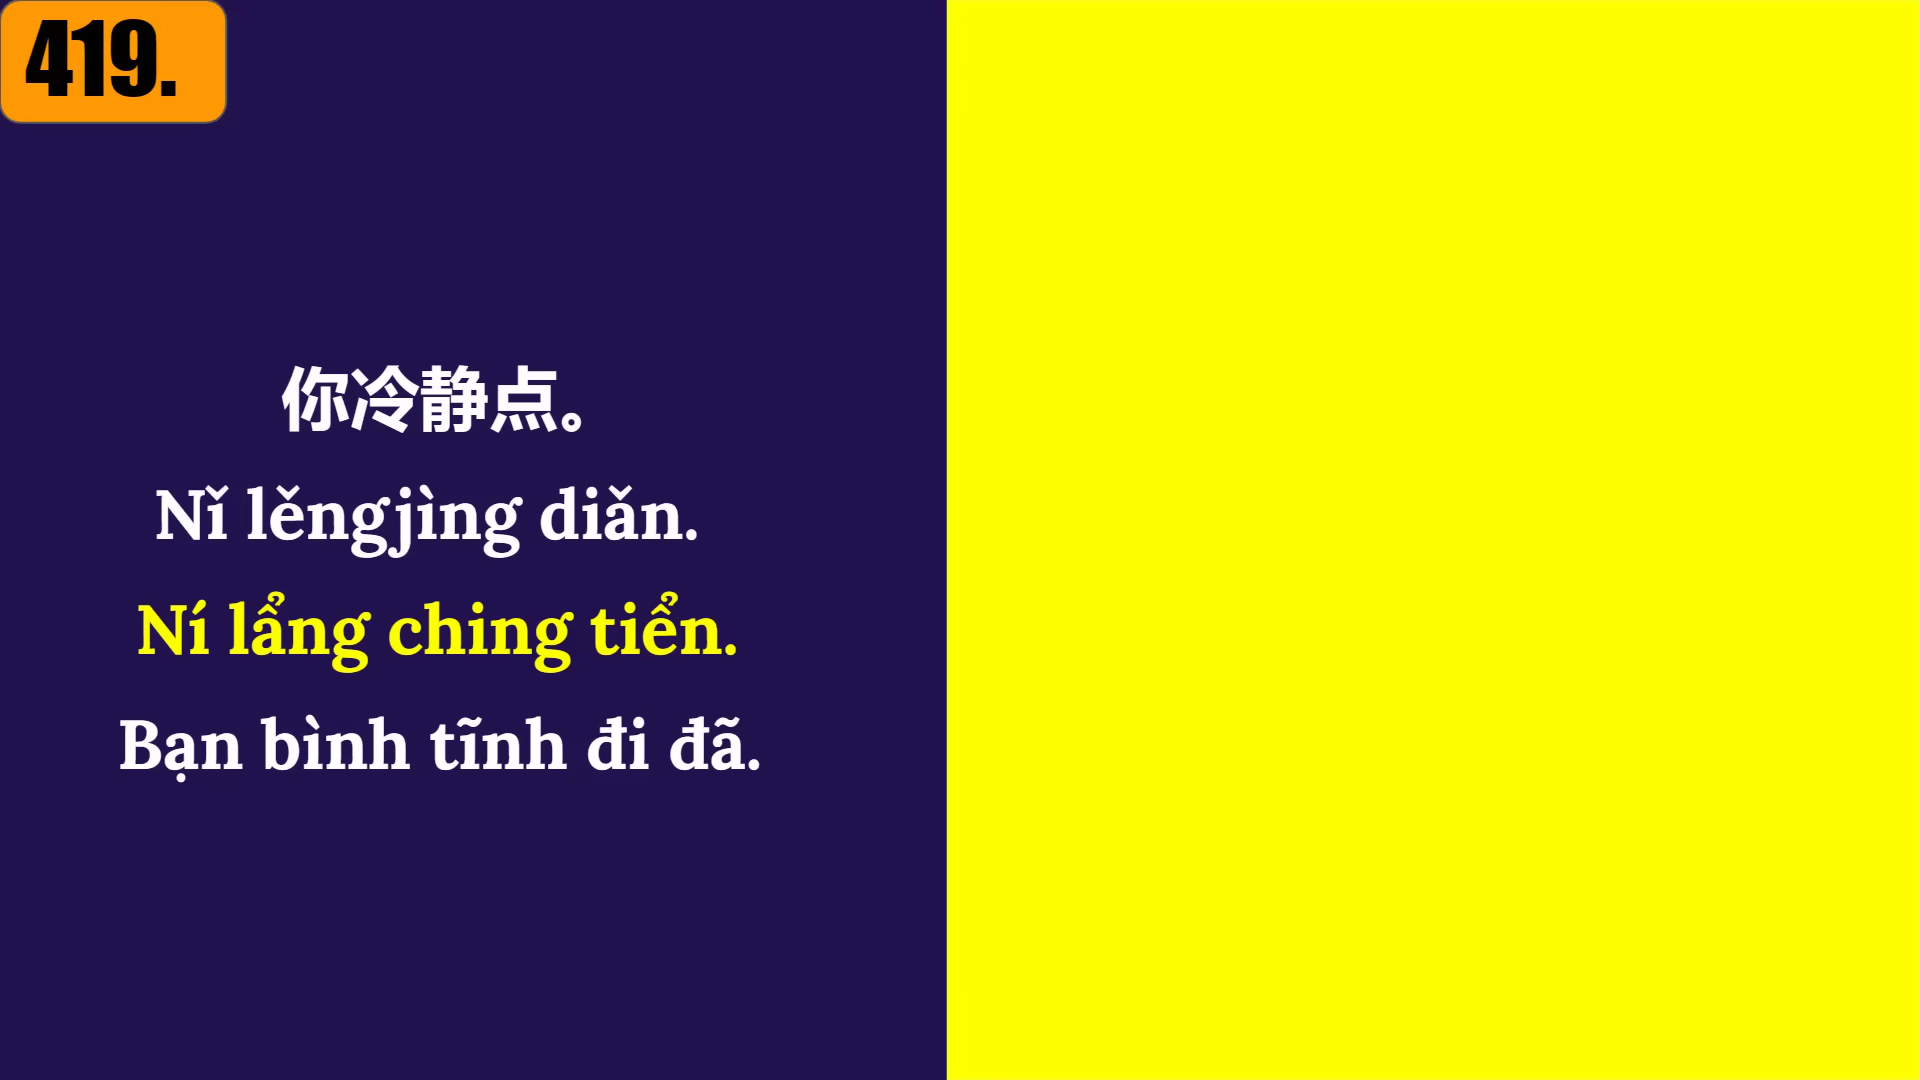 419.
你冷静点。
Nǐ lěngjìng diǎn.
Ní lẩng ching tiển.
Bạn bình tĩnh đi đã.